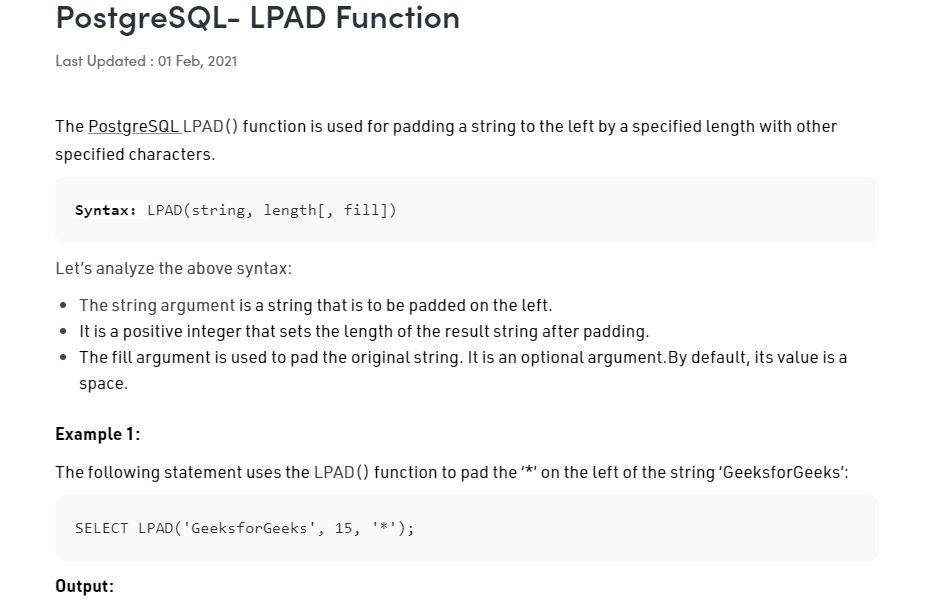 PostgreSQL- LPAD Function
Last Updated : 01 Feb, 2021
The PostgreSQL LPAD() function is used for padding a string to the left by a specified length with other
specified characters.
Syntax: LPAD(string, length[, fill])
Let’s analyze the above syntax:
• The string argument is a string that is to be padded on the left.
• It is a positive integer that sets the length of the result string after padding.
• The fill argument is used to pad the original string. It is an optional argument.By default, its value is a
space.
Example 1:
The following statement uses the LPAD() function to pad the ‘*’ on the left of the string ‘GeeksforGeeks’:
SELECT LPAD('GeeksforGeeks', 15, '*');
Output: